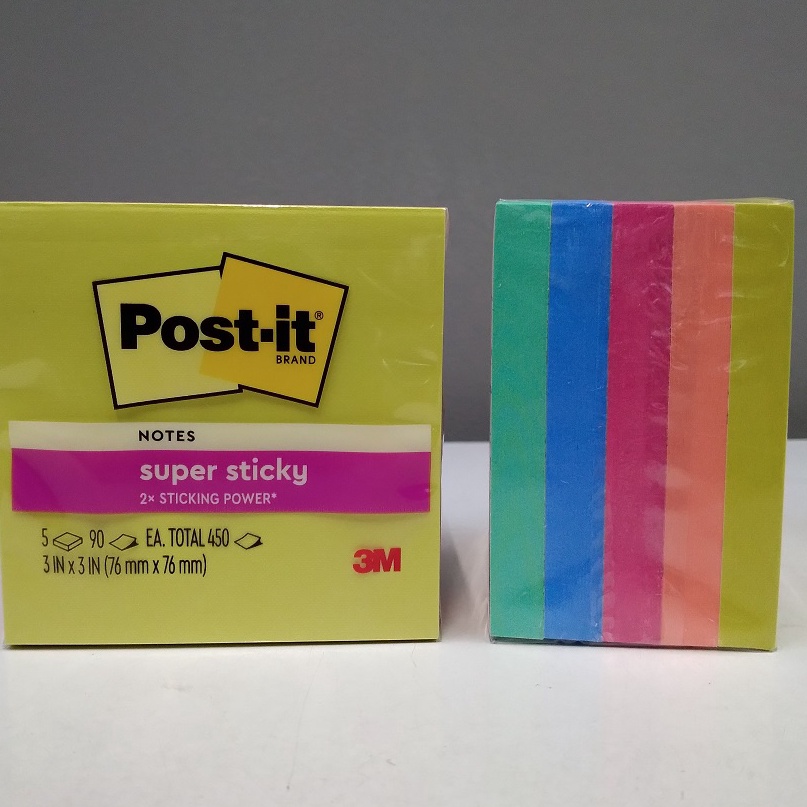 Post-it®
BRAND
NOTES
super sticky
2× STICKING POWER*
5 90 EA. TOTAL 450
3 IN x 3 IN (76 mm x 76 mm)
3M